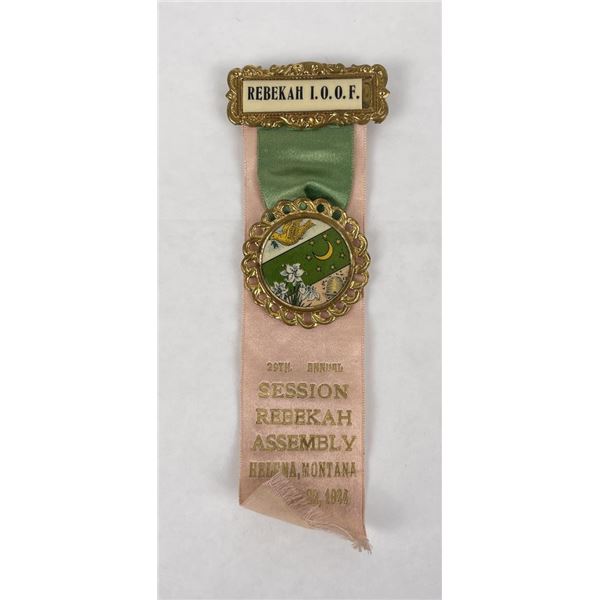 REBEKAH I.O.O.F.
29TH. ANNUAL
SESSION
REBEKAH
ASSEMBLY
HELENA, MONTANA